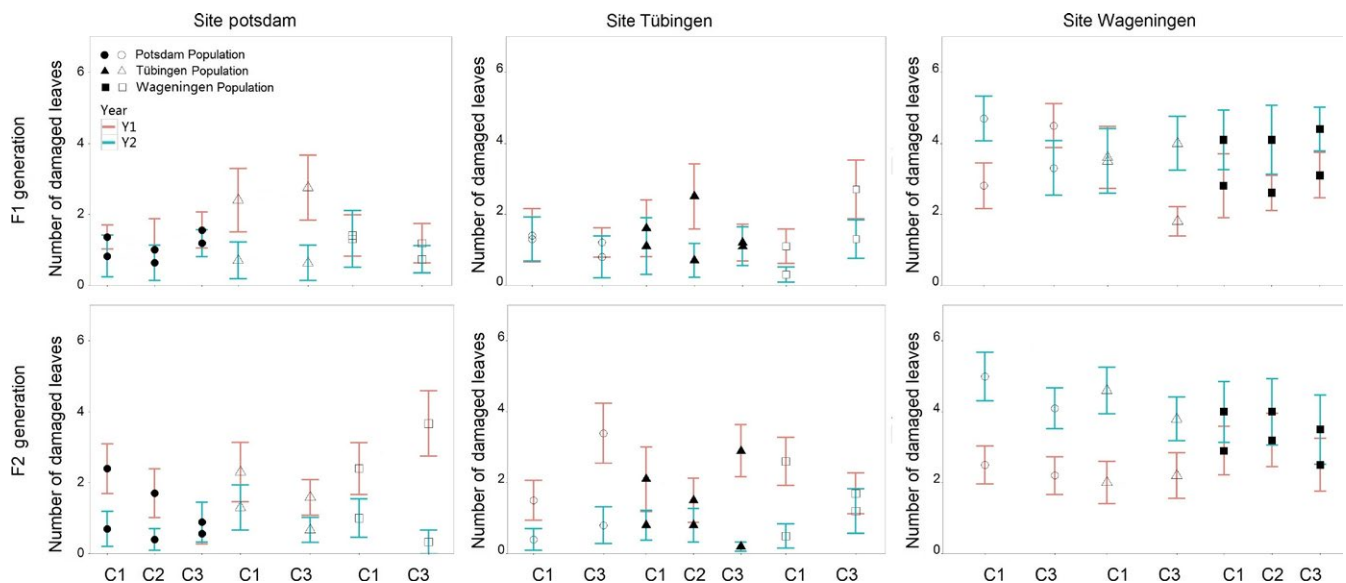 Site potsdam
Site Tübingen
Site Wageningen
F1 generation
Number of damaged leaves
6
4
2
0
Potsdam Population
Tübingen Population
Wageningen Population
Year
Y1
Y2
Number of damaged leaves
6
4
2
0
Number of damaged leaves
6
4
2
0
F2 generation
Number of damaged leaves
6
4
2
0
Number of damaged leaves
6
4
2
0
Number of damaged leaves
6
4
2
0
C1 C2 C3 C1 C3 C1 C3
C1 C3 C1 C2 C3 C1 C3
C1 C3 C1 C3 C1 C2 C3